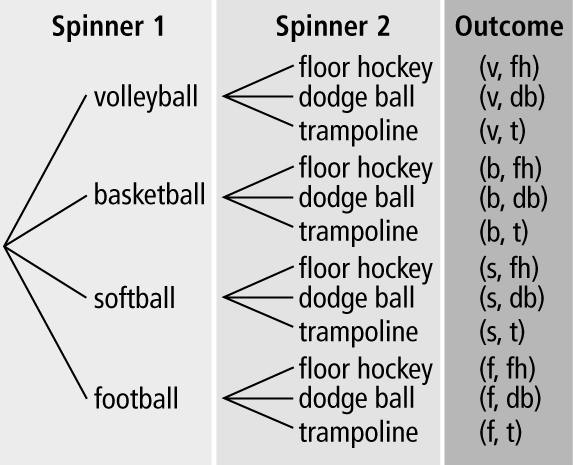 Spinner 1 Spinner 2 Outcome
floor hockey (v, fh)
volleyball dodge ball (v, db)
trampoline (v, t)
floor hockey (b, fh)
basketball dodge ball (b, db)
trampoline (b, t)
floor hockey (s, fh)
softball dodge ball (s, db)
trampoline (s, t)
floor hockey (f, fh)
football dodge ball (f, db)
trampoline (f, t)